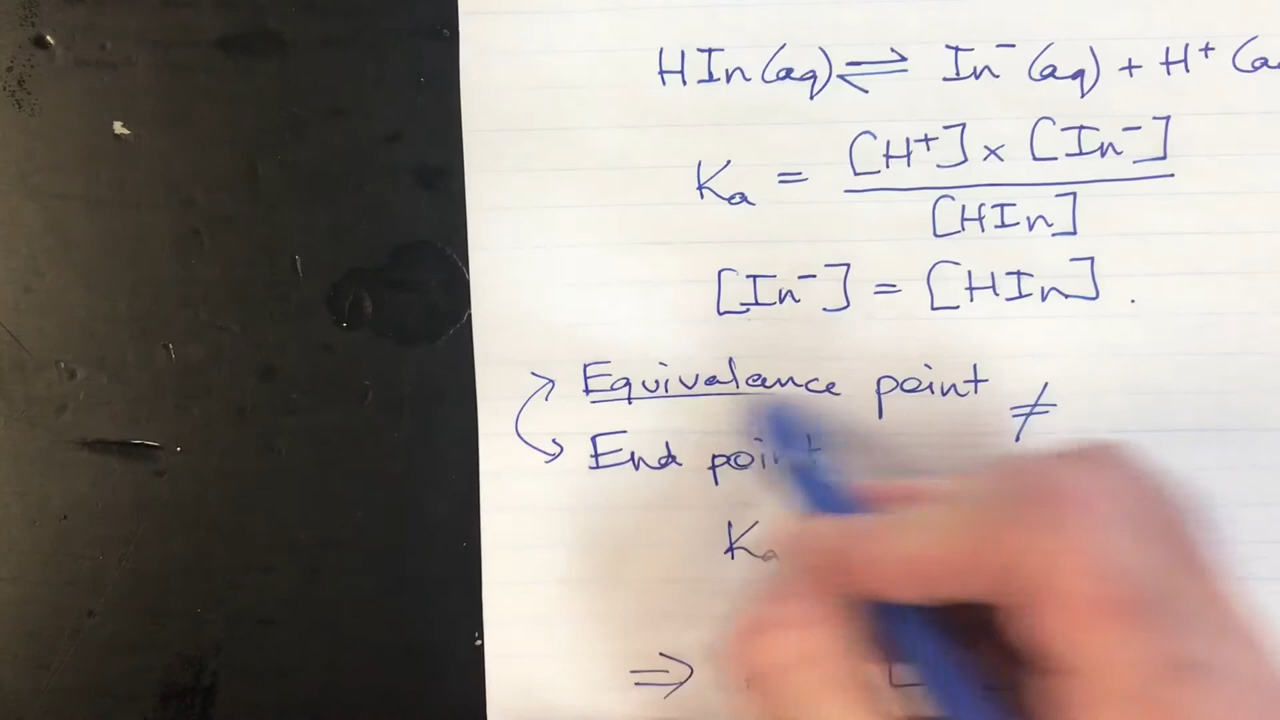 HIn(aq) ⇌ In⁻(aq) + H⁺(a
Ka = [H⁺] × [In⁻] / [HIn]
[In⁻] = [HIn].
Equivalance point ≠
End point
Ka
⇒